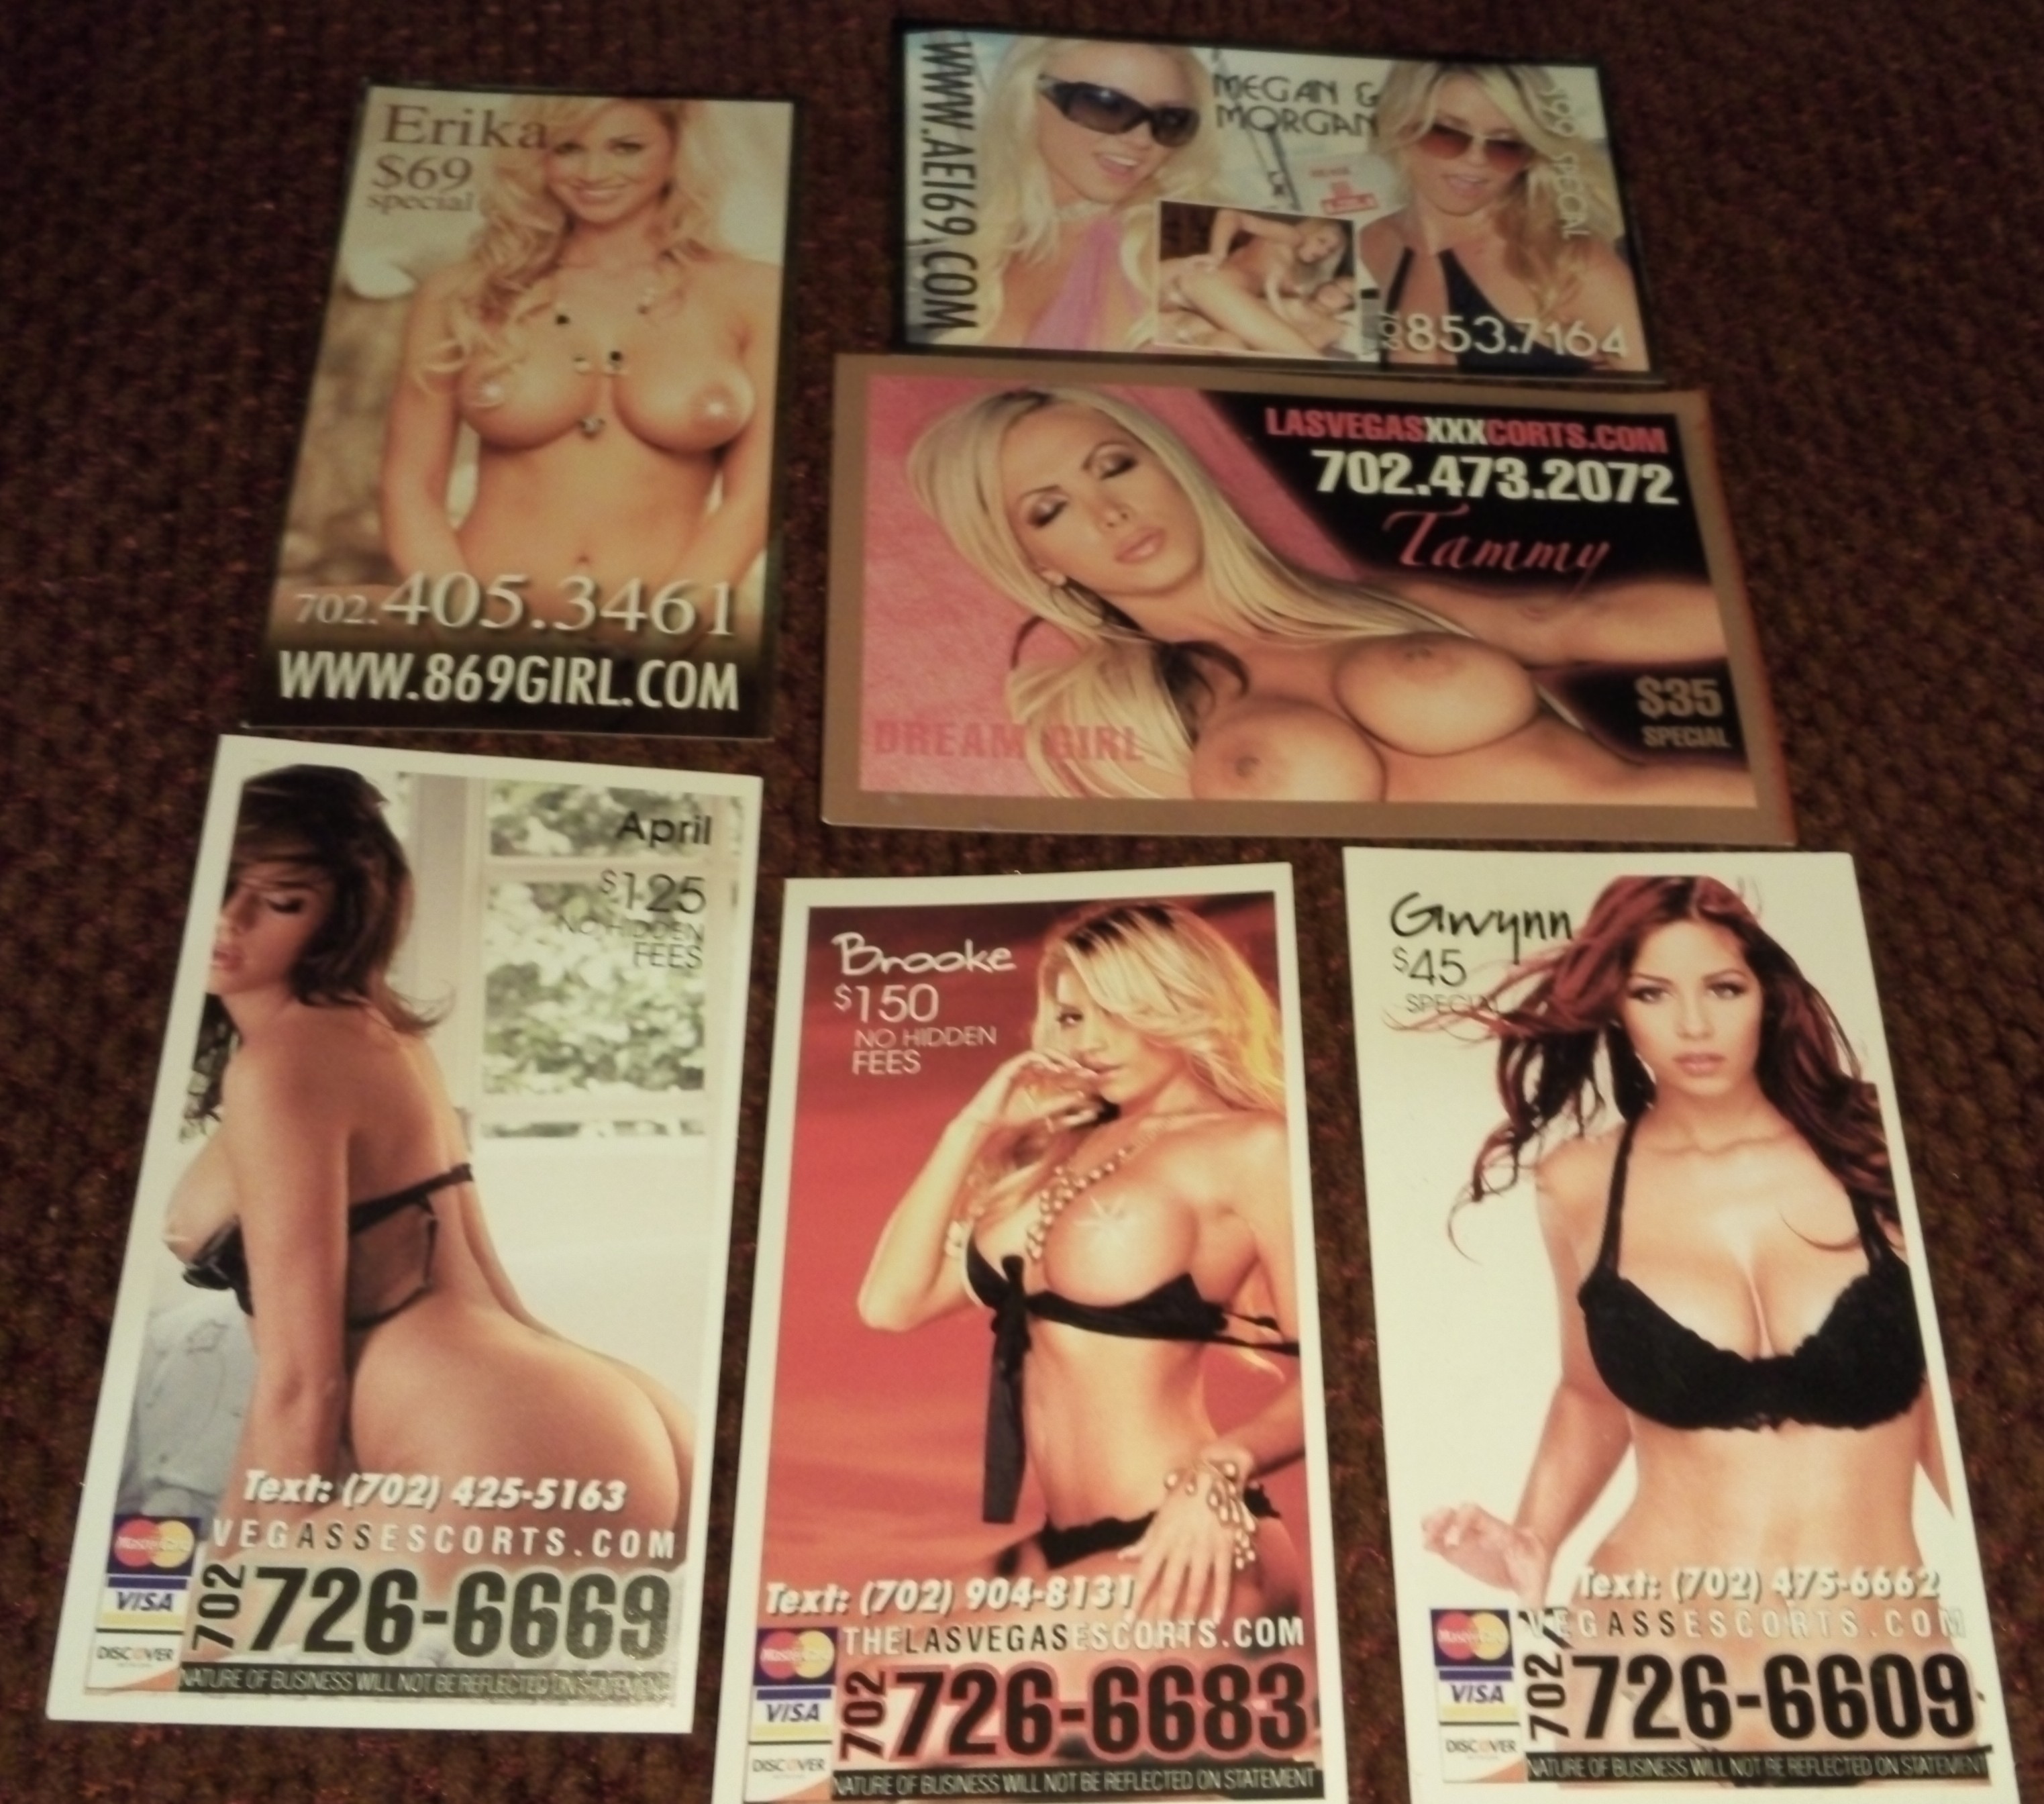 Erika
$69
special
702.405.3461
WWW.869GIRL.COM
WWW.AEI69.COM
MEGAN &
MORGAN
SPECIAL
853.7164
LASVEGASXXXCORTS.COM
702.473.2072
Tammy
DREAM GIRL
$35
SPECIAL
April
$125
NO HIDDEN
FEES
Text: (702) 425-5163
VEGASSESCORTS.COM
702 726-6669
MasterCard
VISA
DISCOVER
NATURE OF BUSINESS WILL NOT BE REFLECTED ON STATEMENT
Brooke
$150
NO HIDDEN
FEES
Text: (702) 904-8131
THELASVEGASESCORTS.COM
702 726-6683
MasterCard
VISA
DISCOVER
NATURE OF BUSINESS WILL NOT BE REFLECTED ON STATEMENT
Gwynn
$45
SPECIAL
Text: (702) 475-6662
VEGASSESCORTS.COM
702 726-6609
MasterCard
VISA
DISCOVER
NATURE OF BUSINESS WILL NOT BE REFLECTED ON STATEMENT